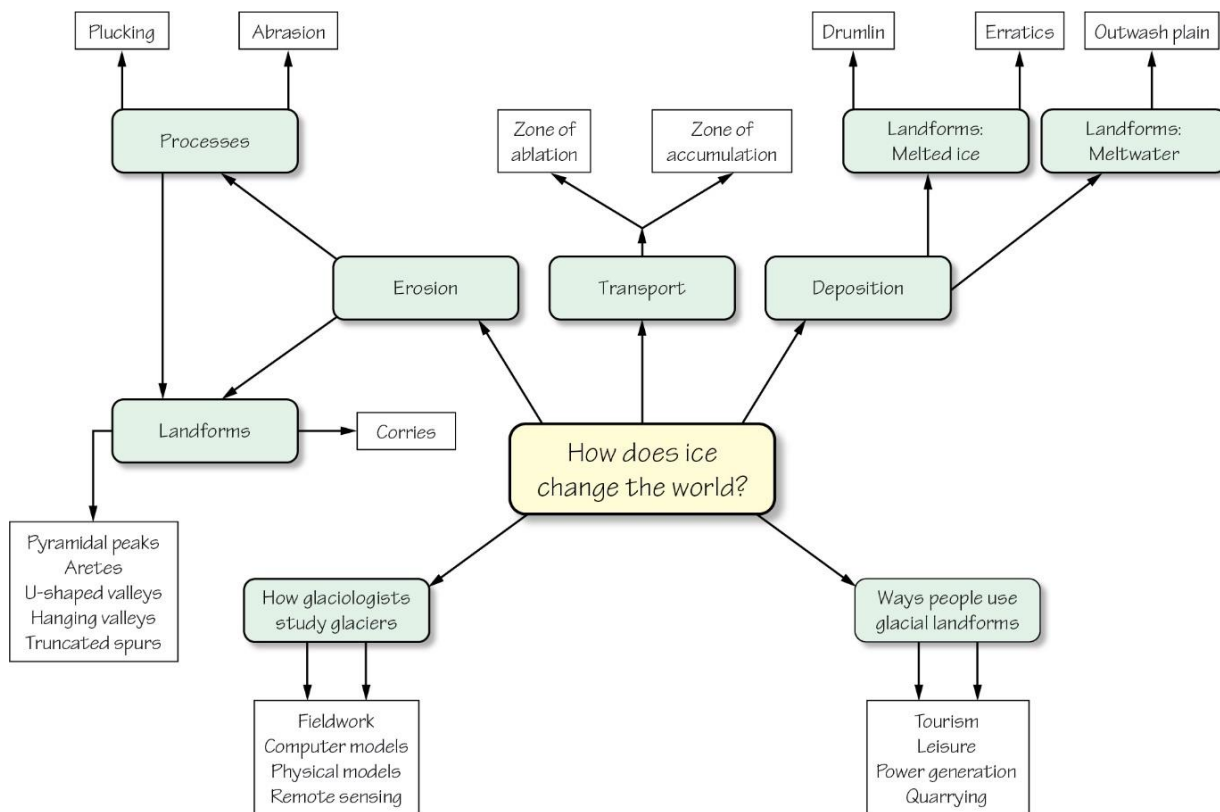 Plucking
Abrasion
Drumlin
Erratics
Outwash plain
Processes
Zone of
ablation
Zone of
accumulation
Landforms:
Melted ice
Landforms:
Meltwater
Erosion
Transport
Deposition
Landforms
Corries
How does ice
change the world?
Pyramidal peaks
Aretes
U-shaped valleys
Hanging valleys
Truncated spurs
How glaciologists
study glaciers
Ways people use
glacial landforms
Fieldwork
Computer models
Physical models
Remote sensing
Tourism
Leisure
Power generation
Quarrying